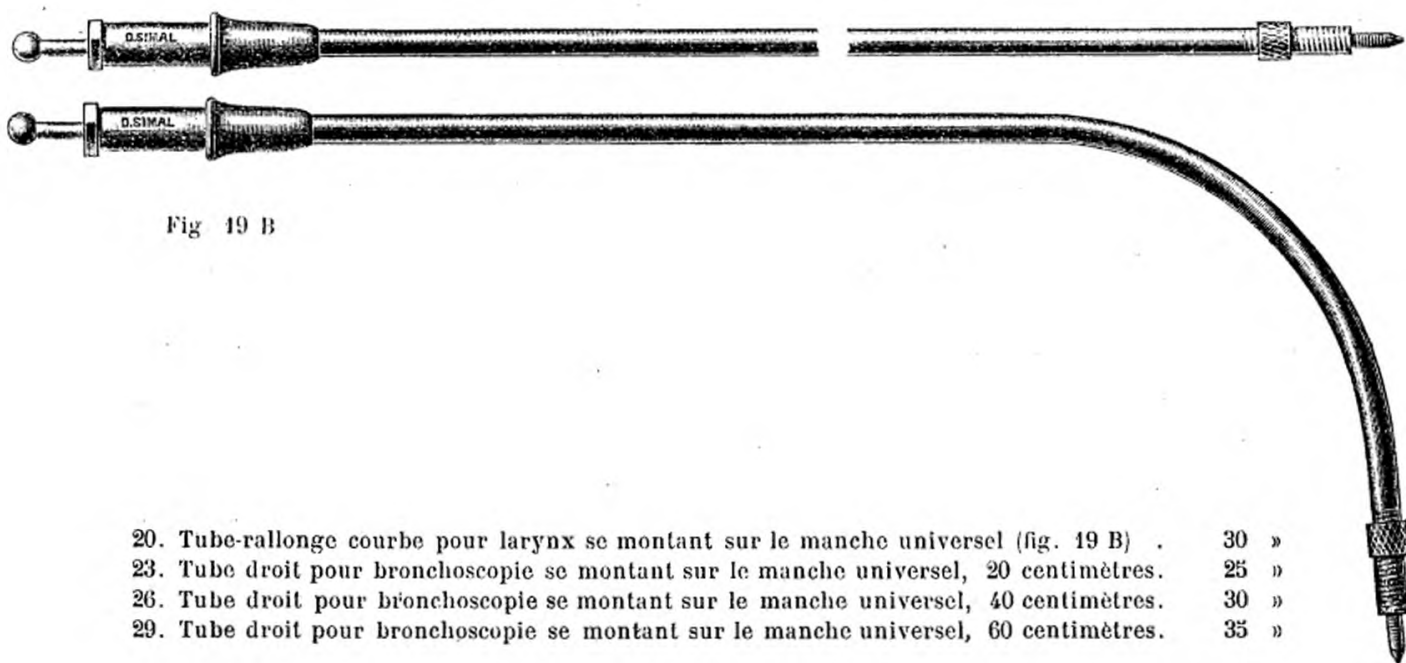 D.SIMAL
D.SIMAL
Fig 19 B
20. Tube-rallonge courbe pour larynx se montant sur le manche universel (fig. 19 B) . 30 »
23. Tube droit pour bronchoscopie se montant sur le manche universel, 20 centimètres. 25 »
26. Tube droit pour bronchoscopie se montant sur le manche universel, 40 centimètres. 30 »
29. Tube droit pour bronchoscopie se montant sur le manche universel, 60 centimètres. 35 »